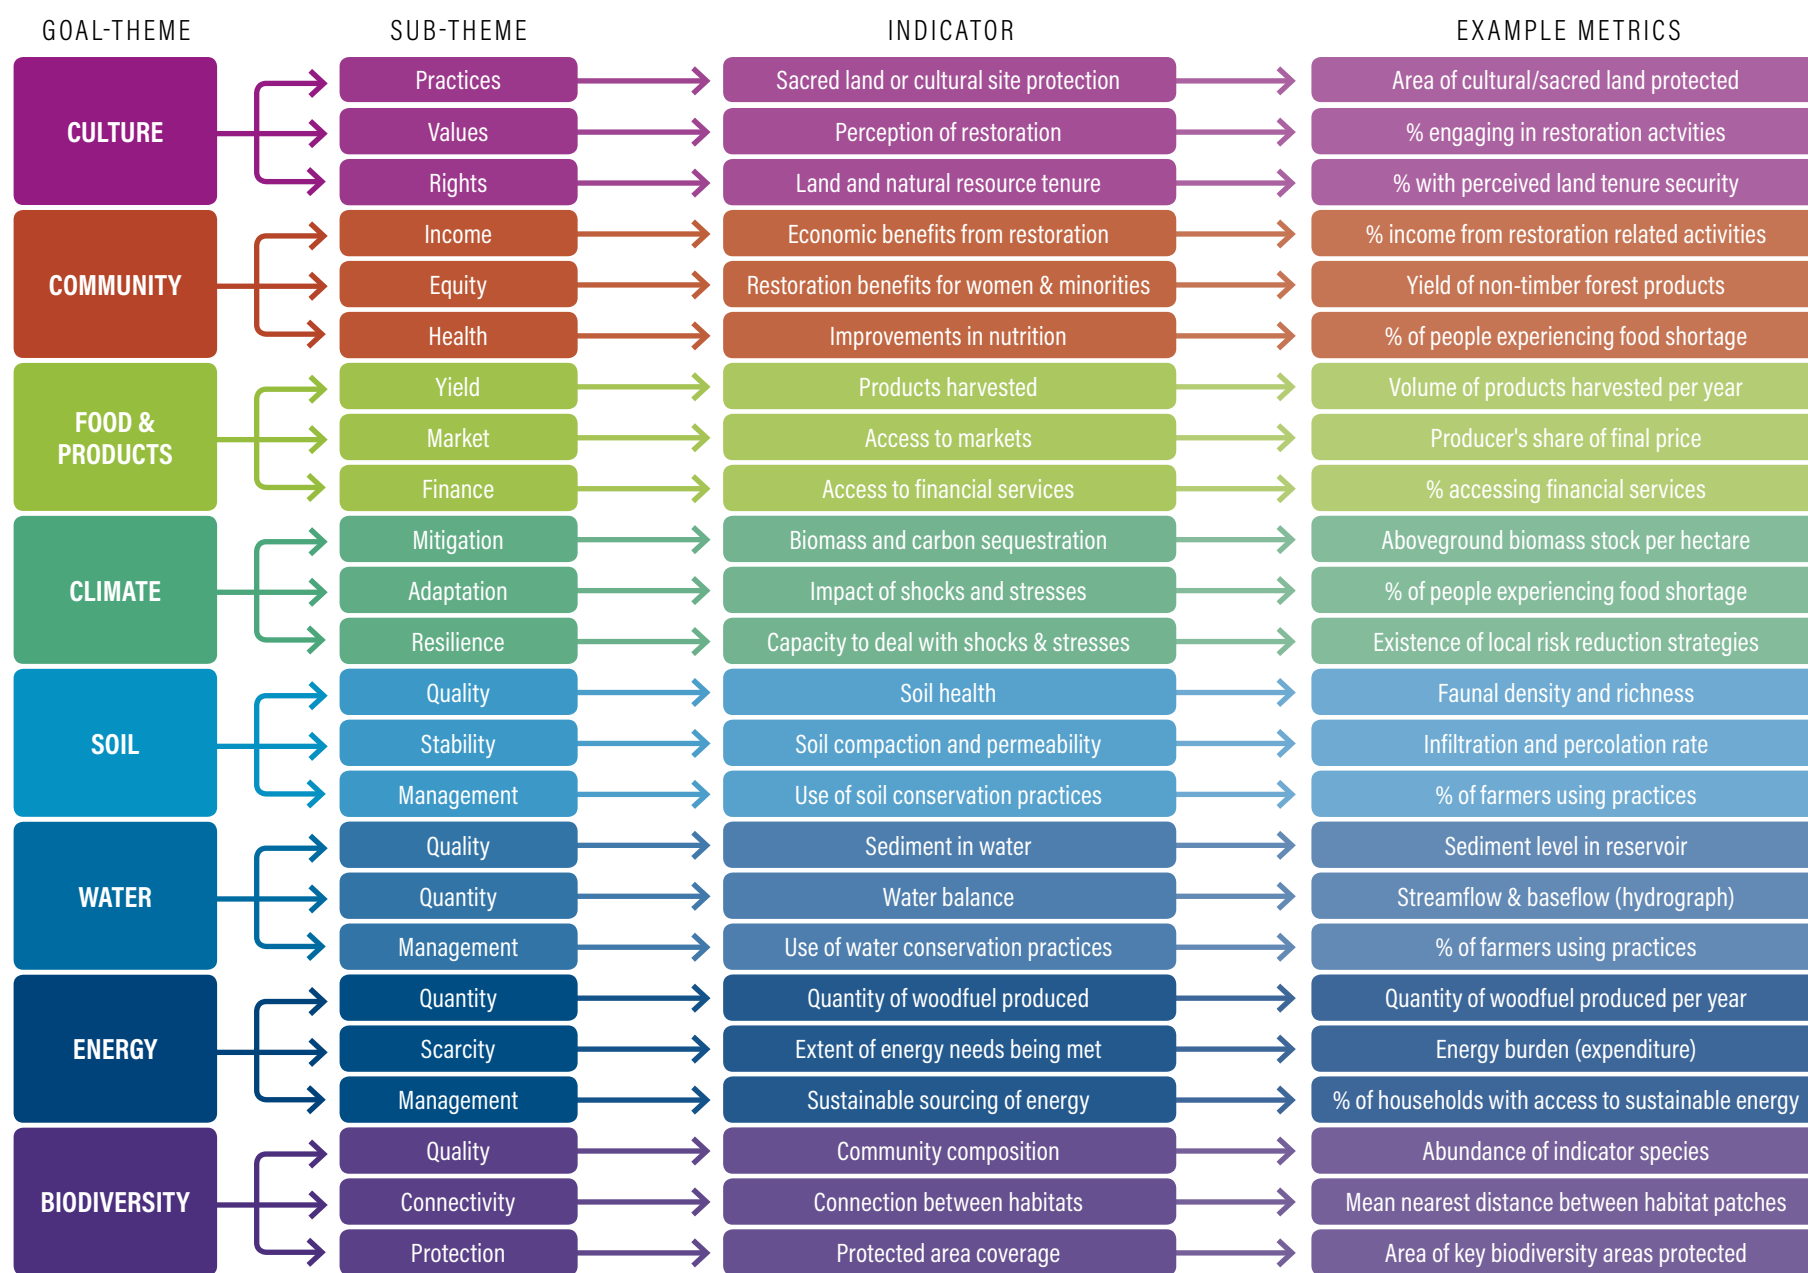 GOAL-THEME SUB-THEME INDICATOR EXAMPLE METRICS
CULTURE
Practices Sacred land or cultural site protection Area of cultural/sacred land protected
Values Perception of restoration % engaging in restoration actvities
Rights Land and natural resource tenure % with perceived land tenure security
COMMUNITY
Income Economic benefits from restoration % income from restoration related activities
Equity Restoration benefits for women & minorities Yield of non-timber forest products
Health Improvements in nutrition % of people experiencing food shortage
FOOD &
PRODUCTS
Yield Products harvested Volume of products harvested per year
Market Access to markets Producer's share of final price
Finance Access to financial services % accessing financial services
CLIMATE
Mitigation Biomass and carbon sequestration Aboveground biomass stock per hectare
Adaptation Impact of shocks and stresses % of people experiencing food shortage
Resilience Capacity to deal with shocks & stresses Existence of local risk reduction strategies
SOIL
Quality Soil health Faunal density and richness
Stability Soil compaction and permeability Infiltration and percolation rate
Management Use of soil conservation practices % of farmers using practices
WATER
Quality Sediment in water Sediment level in reservoir
Quantity Water balance Streamflow & baseflow (hydrograph)
Management Use of water conservation practices % of farmers using practices
ENERGY
Quantity Quantity of woodfuel produced Quantity of woodfuel produced per year
Scarcity Extent of energy needs being met Energy burden (expenditure)
Management Sustainable sourcing of energy % of households with access to sustainable energy
BIODIVERSITY
Quality Community composition Abundance of indicator species
Connectivity Connection between habitats Mean nearest distance between habitat patches
Protection Protected area coverage Area of key biodiversity areas protected